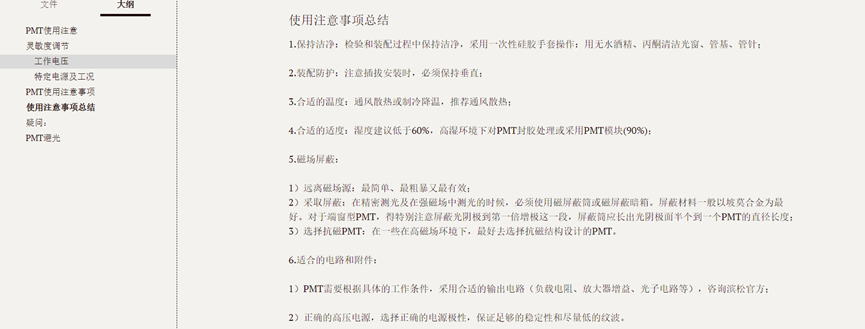 文件
大纲
PMT使用注意
灵敏度调节
工作电压
特定电源及工况
PMT使用注意事项
使用注意事项总结
疑问：
PMT避光
使用注意事项总结
1.保持洁净：检验和装配过程中保持洁净，采用一次性硅胶手套操作；用无水酒精、丙酮清洁光窗、管基、管针；
2.装配防护：注意插拔安装时，必须保持垂直；
3.合适的温度：通风散热或制冷降温，推荐通风散热；
4.合适的适度：湿度建议低于60%，高湿环境下对PMT封胶处理或采用PMT模块(90%)；
5.磁场屏蔽：
1）远离磁场源：最简单、最粗暴又最有效；
2）采取屏蔽：在精密测光及在强磁场中测光的时候，必须使用磁屏蔽筒或磁屏蔽暗箱。屏蔽材料一般以坡莫合金为最
好。对于端窗型PMT，得特别注意屏蔽光阴极到第一倍增极这一段，屏蔽筒应长出光阴极面半个到一个PMT的直径长度；
3）选择抗磁PMT：在一些在高磁场环境下，最好去选择抗磁结构设计的PMT。
6.适合的电路和附件：
1）PMT需要根据具体的工作条件，采用合适的输出电路（负载电阻、放大器增益、光子电路等），咨询滨松官方；
2）正确的高压电源，选择正确的电源极性，保证足够的稳定性和尽量低的纹波。